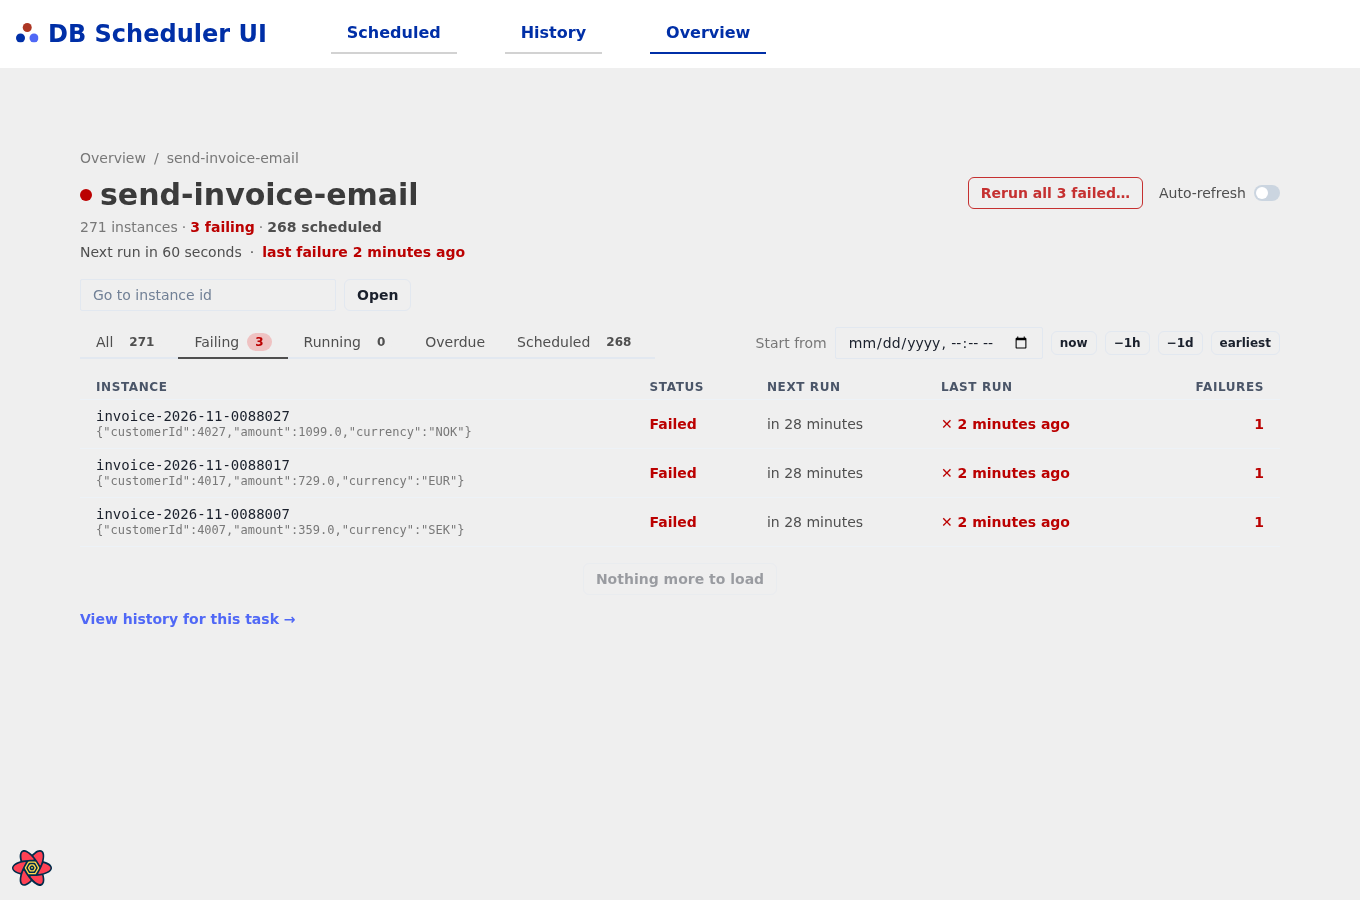 DB Scheduler UI
Scheduled
History
Overview
Overview / send-invoice-email
send-invoice-email
Rerun all 3 failed…
Auto-refresh
271 instances · 3 failing · 268 scheduled
Next run in 60 seconds · last failure 2 minutes ago
Go to instance id
Open
All 271
Failing 3
Running 0
Overdue
Scheduled 268
Start from
mm/dd/yyyy, --:-- --
now
−1h
−1d
earliest
INSTANCE STATUS NEXT RUN LAST RUN FAILURES
invoice-2026-11-0088027
{"customerId":4027,"amount":1099.0,"currency":"NOK"}
Failed in 28 minutes ✕ 2 minutes ago 1
invoice-2026-11-0088017
{"customerId":4017,"amount":729.0,"currency":"EUR"}
Failed in 28 minutes ✕ 2 minutes ago 1
invoice-2026-11-0088007
{"customerId":4007,"amount":359.0,"currency":"SEK"}
Failed in 28 minutes ✕ 2 minutes ago 1
Nothing more to load
View history for this task →